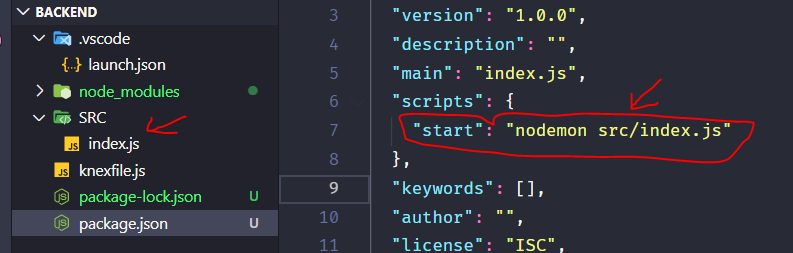 BACKEND
.vscode
launch.json
node_modules
SRC
index.js
knexfile.js
package-lock.json U
package.json U
3 "version": "1.0.0",
4 "description": "",
5 "main": "index.js",
6 "scripts": {
7 "start": "nodemon src/index.js"
8 },
9 "keywords": [],
10 "author": "",
11 "license": "ISC",